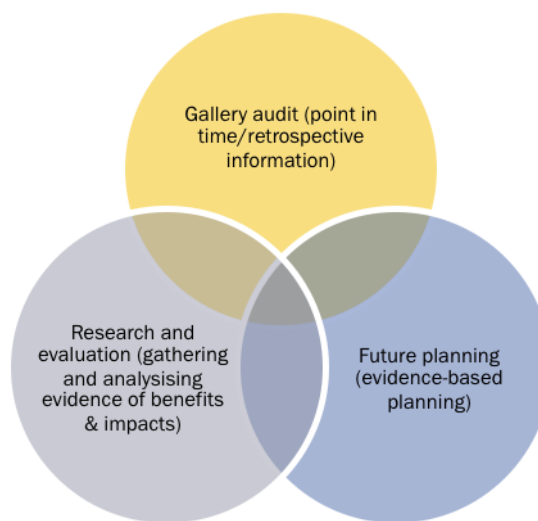 Gallery audit (point in
time/retrospective
information)
Research and
evaluation (gathering
and analysising
evidence of benefits
& impacts)
Future planning
(evidence-based
planning)